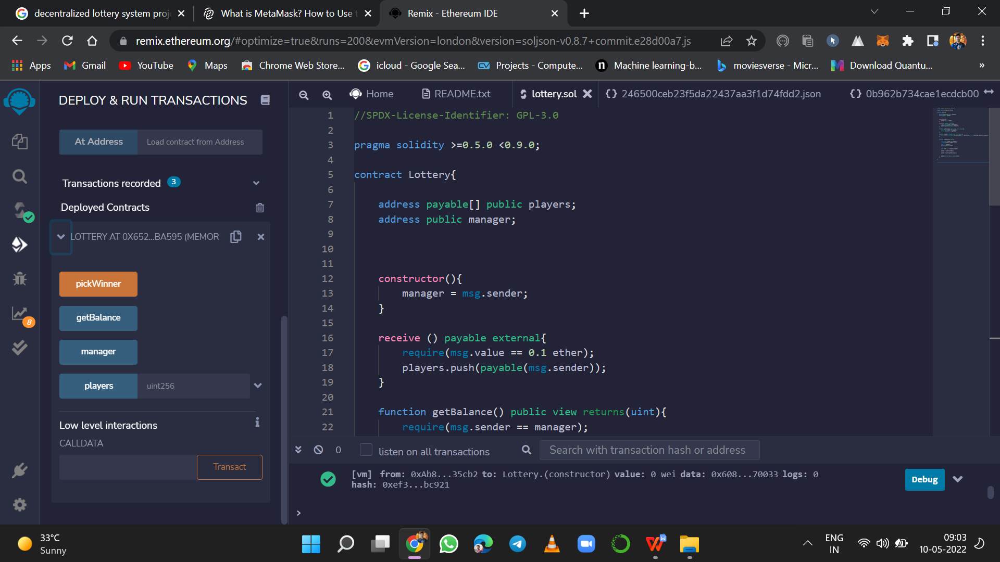 decentralized lottery system proj
What is MetaMask? How to Use t
Remix - Ethereum IDE
remix.ethereum.org/#optimize=true&runs=200&evmVersion=london&version=soljson-v0.8.7+commit.e28d00a7.js
Apps
Gmail
YouTube
Maps
Chrome Web Store...
icloud - Google Sea...
Projects - Compute...
Machine learning-b...
moviesverse - Micr...
Download Quantu...
»
DEPLOY & RUN TRANSACTIONS
At Address
Load contract from Address
Transactions recorded 3
Deployed Contracts
LOTTERY AT 0X652...BA595 (MEMOR
pickWinner
getBalance
manager
players
uint256
Low level interactions
CALLDATA
Transact
8
Home
README.txt
lottery.sol
246500ceb23f5da22437aa3f1d74fdd2.json
0b962b734cae1ecdcb00
1 //SPDX-License-Identifier: GPL-3.0
2
3 pragma solidity >=0.5.0 <0.9.0;
4
5 contract Lottery{
6
7 address payable[] public players;
8 address public manager;
9
10
11
12 constructor(){
13 manager = msg.sender;
14 }
15
16 receive () payable external{
17 require(msg.value == 0.1 ether);
18 players.push(payable(msg.sender));
19 }
20
21 function getBalance() public view returns(uint){
22 require(msg.sender == manager);
0
listen on all transactions
Search with transaction hash or address
[vm] from: 0xAb8...35cb2 to: Lottery.(constructor) value: 0 wei data: 0x608...70033 logs: 0
hash: 0xef3...bc921
Debug
>
33°C
Sunny
ENG
IN
09:03
10-05-2022